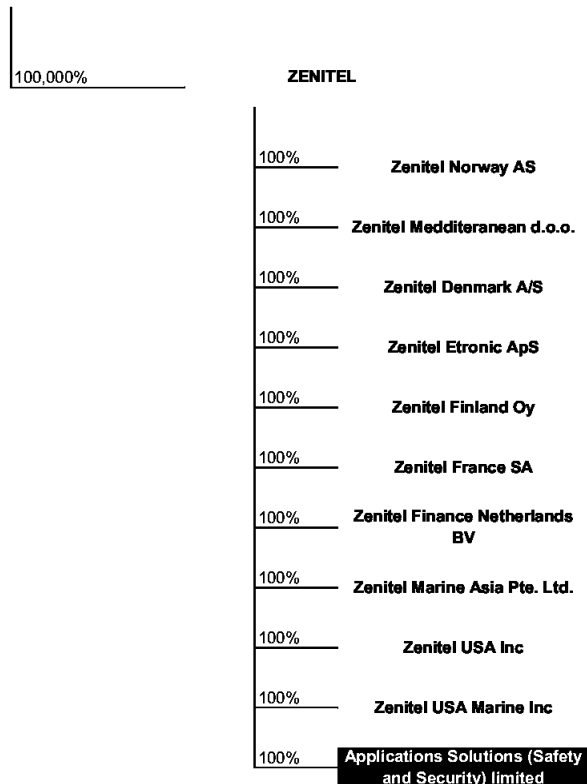 100,000%
ZENITEL
100%
Zenitel Norway AS
100%
Zenitel Medditeranean d.o.o.
100%
Zenitel Denmark A/S
100%
Zenitel Etronic ApS
100%
Zenitel Finland Oy
100%
Zenitel France SA
100%
Zenitel Finance Netherlands
BV
100%
Zenitel Marine Asia Pte. Ltd.
100%
Zenitel USA Inc
100%
Zenitel USA Marine Inc
100%
Applications Solutions (Safety
and Security) limited